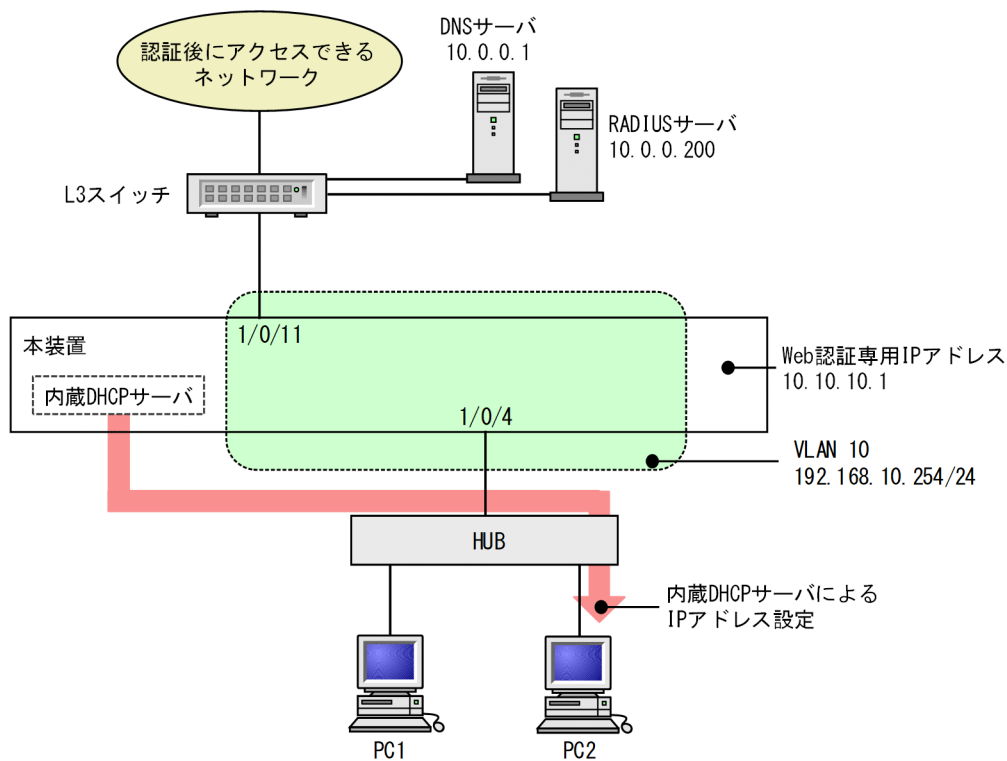 認証後にアクセスできる
ネットワーク
DNSサーバ
10.0.0.1
RADIUSサーバ
10.0.0.200
L3スイッチ
1/0/11
本装置
内蔵DHCPサーバ
1/0/4
Web認証専用IPアドレス
10.10.10.1
VLAN 10
192.168.10.254/24
HUB
内蔵DHCPサーバによる
IPアドレス設定
PC1
PC2